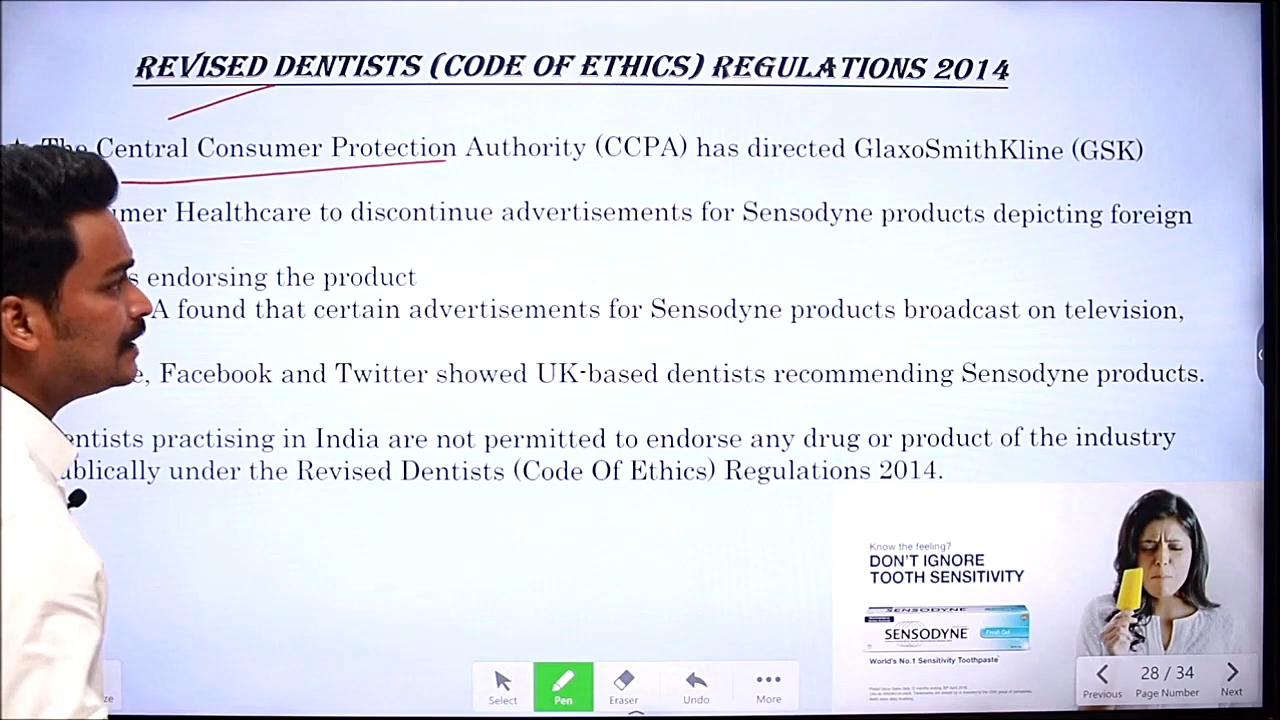 REVISED DENTISTS (CODE OF ETHICS) REGULATIONS 2014
The Central Consumer Protection Authority (CCPA) has directed GlaxoSmithKline (GSK)
umer Healthcare to discontinue advertisements for Sensodyne products depicting foreign
s endorsing the product
A found that certain advertisements for Sensodyne products broadcast on television,
e, Facebook and Twitter showed UK-based dentists recommending Sensodyne products.
entists practising in India are not permitted to endorse any drug or product of the industry
ublically under the Revised Dentists (Code Of Ethics) Regulations 2014.
Know the feeling?
DON'T IGNORE
TOOTH SENSITIVITY
SENSODYNE
SENSODYNE
Fresh Gel
World's No.1 Sensitivity Toothpaste
Select
Pen
Eraser
Undo
More
28 / 34
Previous
Page Number
Next